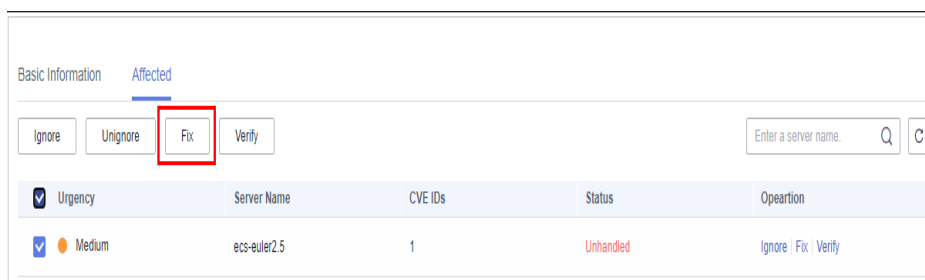 Basic Information Affected
Ignore Unignore Fix Verify Enter a server name.
Urgency Server Name CVE IDs Status Opeartion
Medium ecs-euler2.5 1 Unhandled Ignore | Fix | Verify